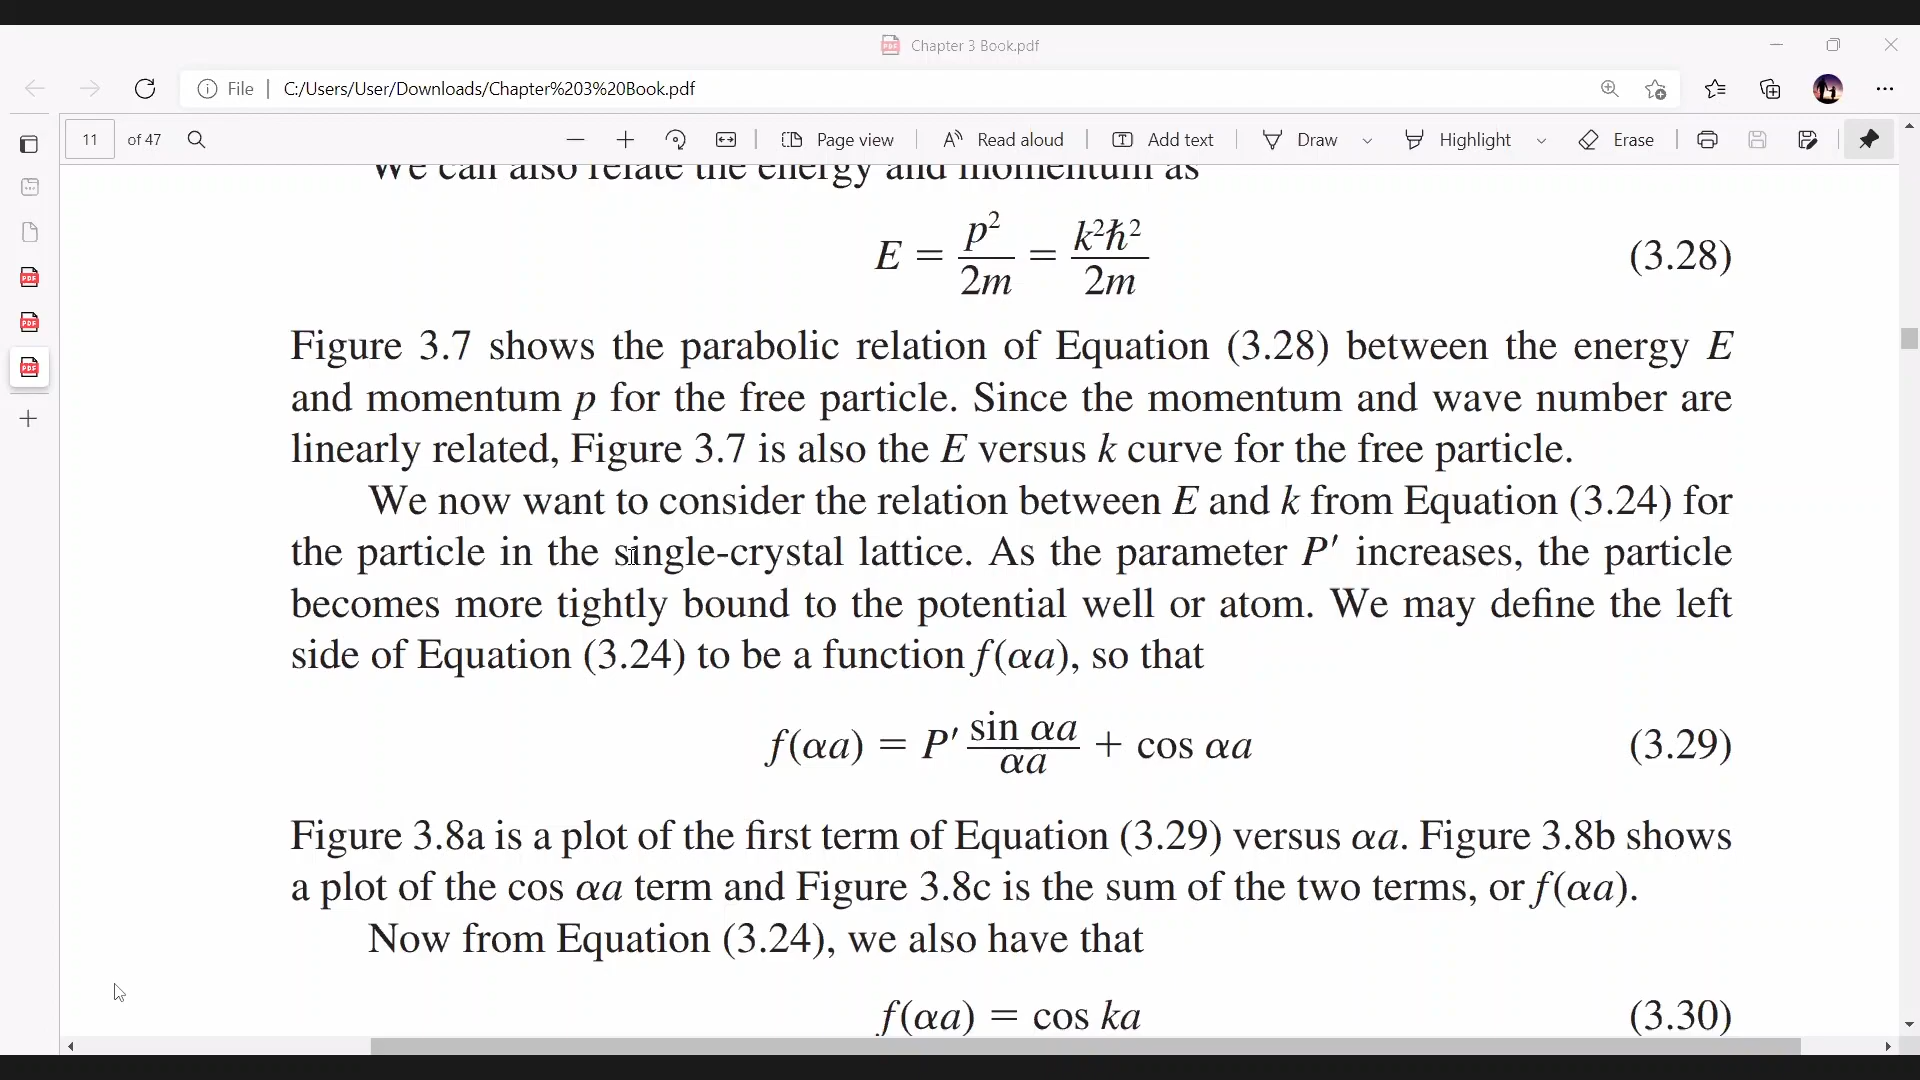 Chapter 3 Book.pdf
File | C:/Users/User/Downloads/Chapter%203%20Book.pdf
11 of 47 Page view Read aloud Add text Draw Highlight Erase
We can also relate the energy and momentum as
E = p²/2m = k²ħ²/2m (3.28)
Figure 3.7 shows the parabolic relation of Equation (3.28) between the energy E
and momentum p for the free particle. Since the momentum and wave number are
linearly related, Figure 3.7 is also the E versus k curve for the free particle.
We now want to consider the relation between E and k from Equation (3.24) for
the particle in the single-crystal lattice. As the parameter P′ increases, the particle
becomes more tightly bound to the potential well or atom. We may define the left
side of Equation (3.24) to be a function f(αa), so that
f(αa) = P′ sin αa/αa + cos αa (3.29)
Figure 3.8a is a plot of the first term of Equation (3.29) versus αa. Figure 3.8b shows
a plot of the cos αa term and Figure 3.8c is the sum of the two terms, or f(αa).
Now from Equation (3.24), we also have that
f(αa) = cos ka (3.30)